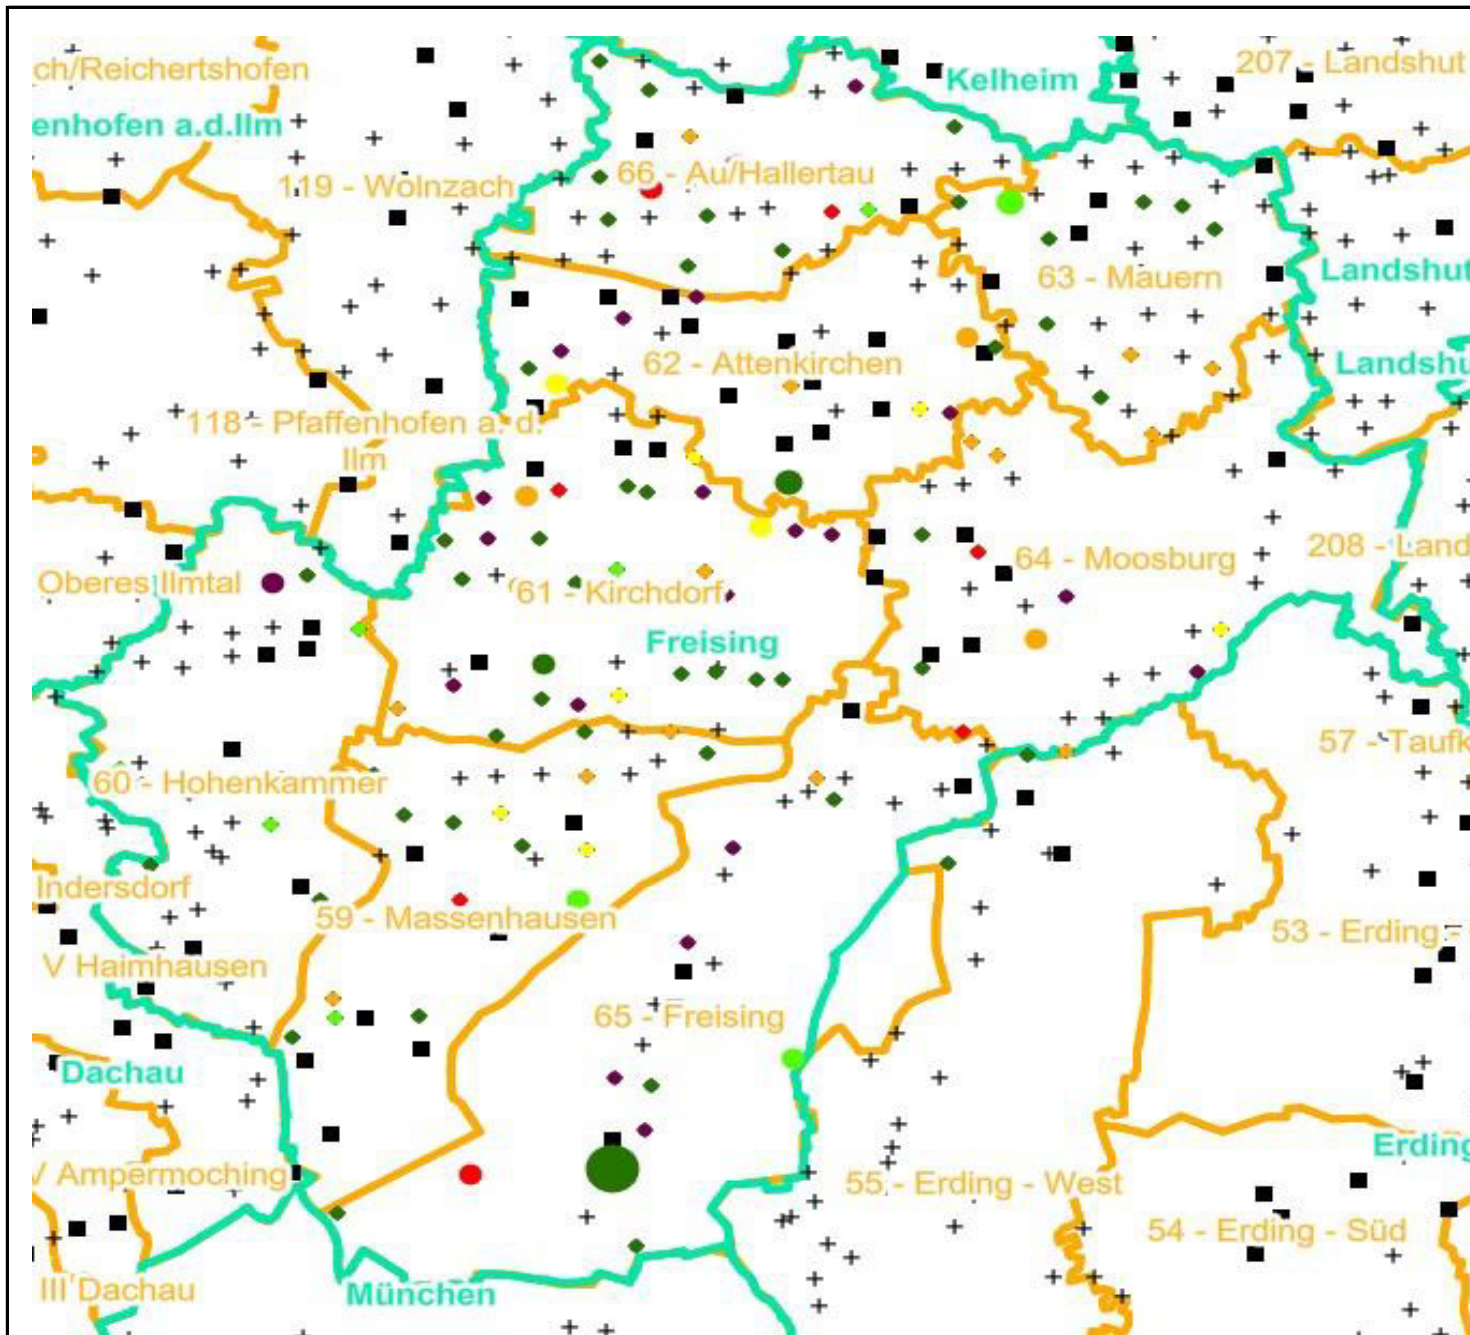 ch/Reichertshofen
207 - Landshut
Kelheim
enhofen a.d.Ilm
119 - Wolnzach
66 - Au/Hallertau
63 - Mauern
Landshut
62 - Attenkirchen
Landshu
118 - Pfaffenhofen a. d.
Ilm
64 - Moosburg
208 - Land
Oberes Ilmtal
61 - Kirchdorf
Freising
57 - Taufk
60 - Hohenkammer
Indersdorf
59 - Massenhausen
53 - Erding -
V Haimhausen
65 - Freising
Dachau
Erding
V Ampermoching
55 - Erding - West
54 - Erding - Süd
III Dachau
München